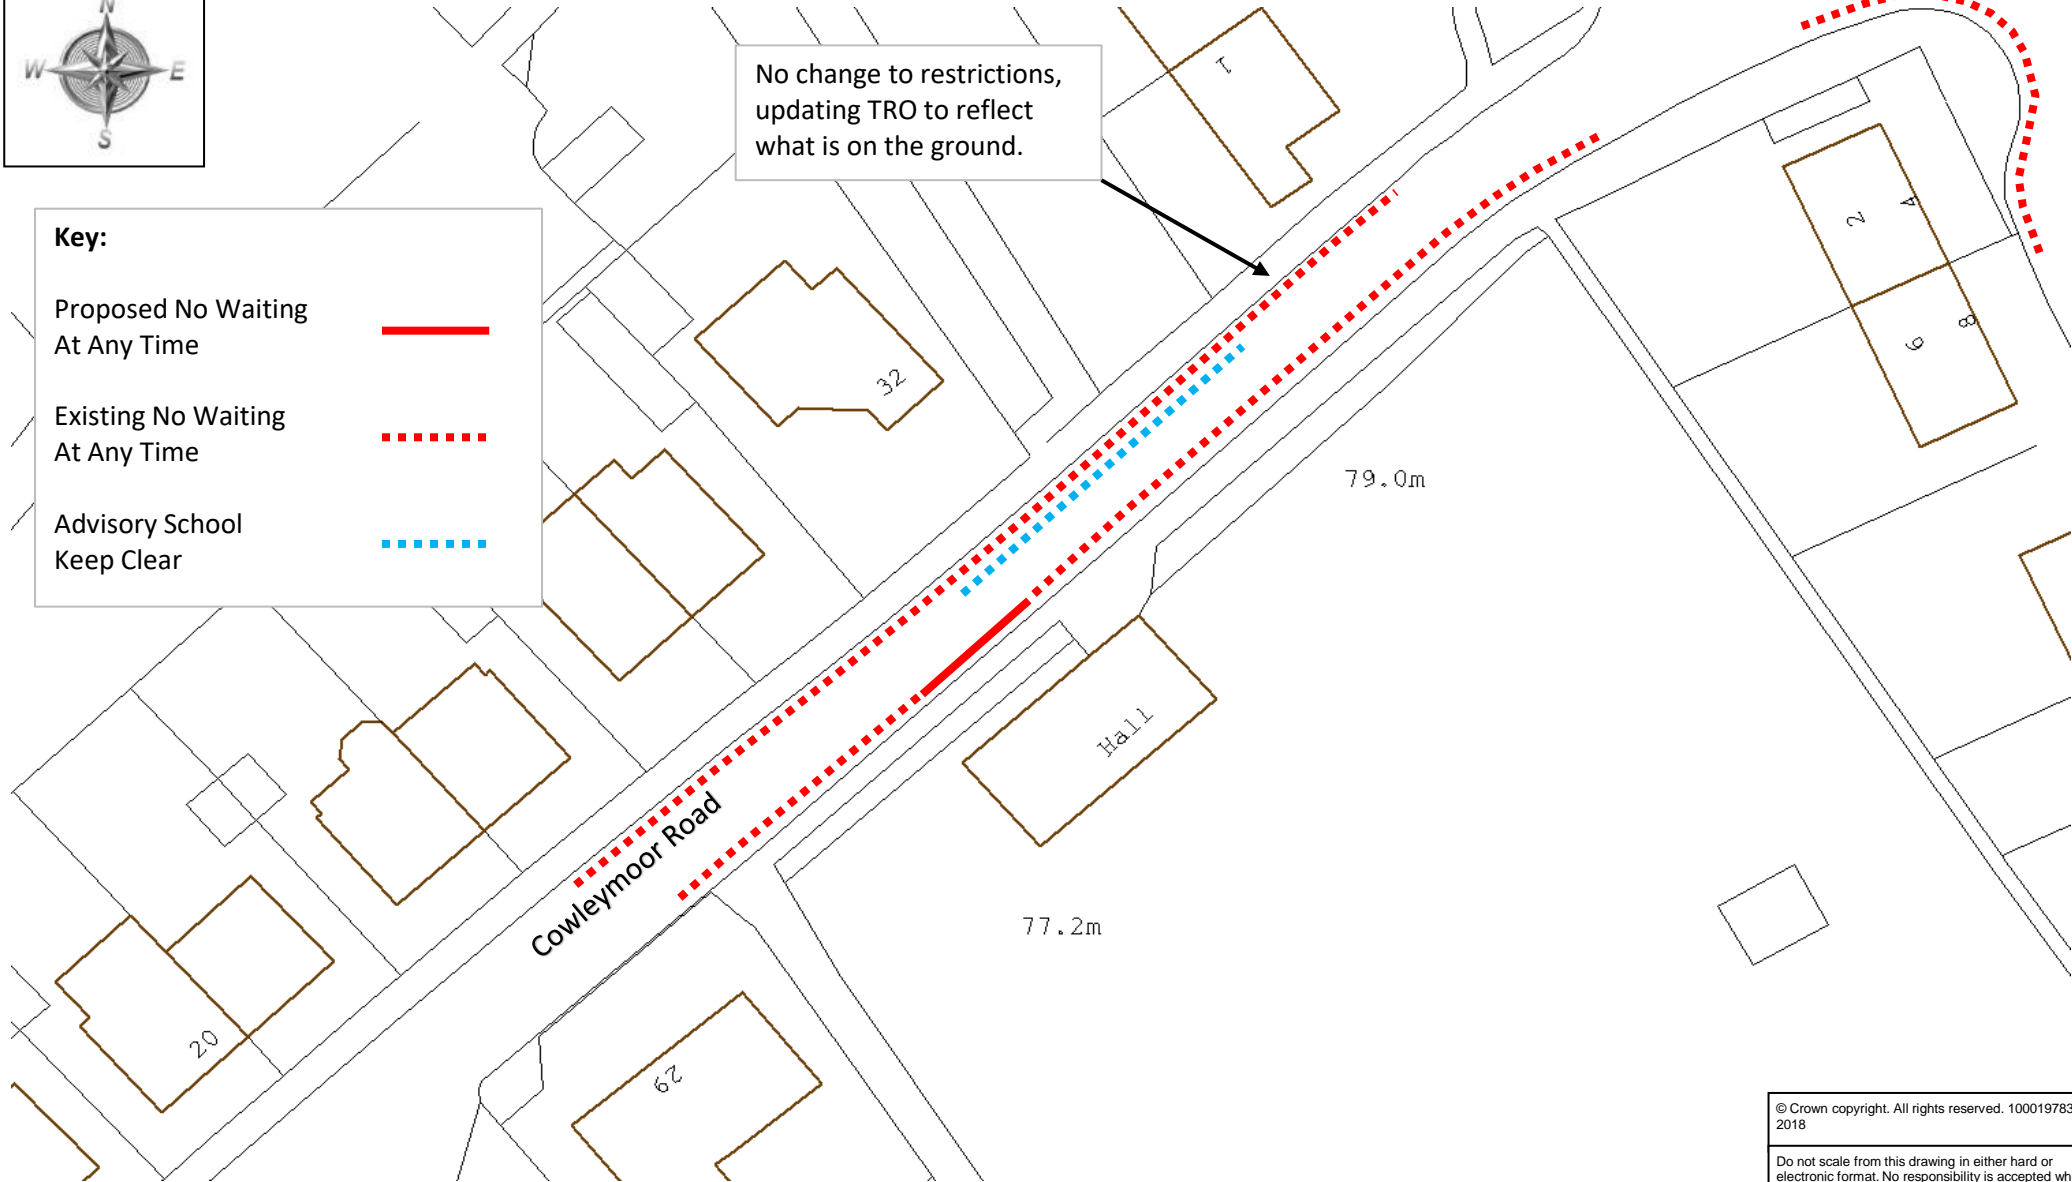 N
W E
S
No change to restrictions,
updating TRO to reflect
what is on the ground.
Key:
Proposed No Waiting
At Any Time
Existing No Waiting
At Any Time
Advisory School
Keep Clear
1
2
4
6
8
32
79.0m
Hall
Cowleymoor Road
77.2m
20
29
© Crown copyright. All rights reserved. 100019783
2018
Do not scale from this drawing in either hard or
electronic format. No responsibility is accepted